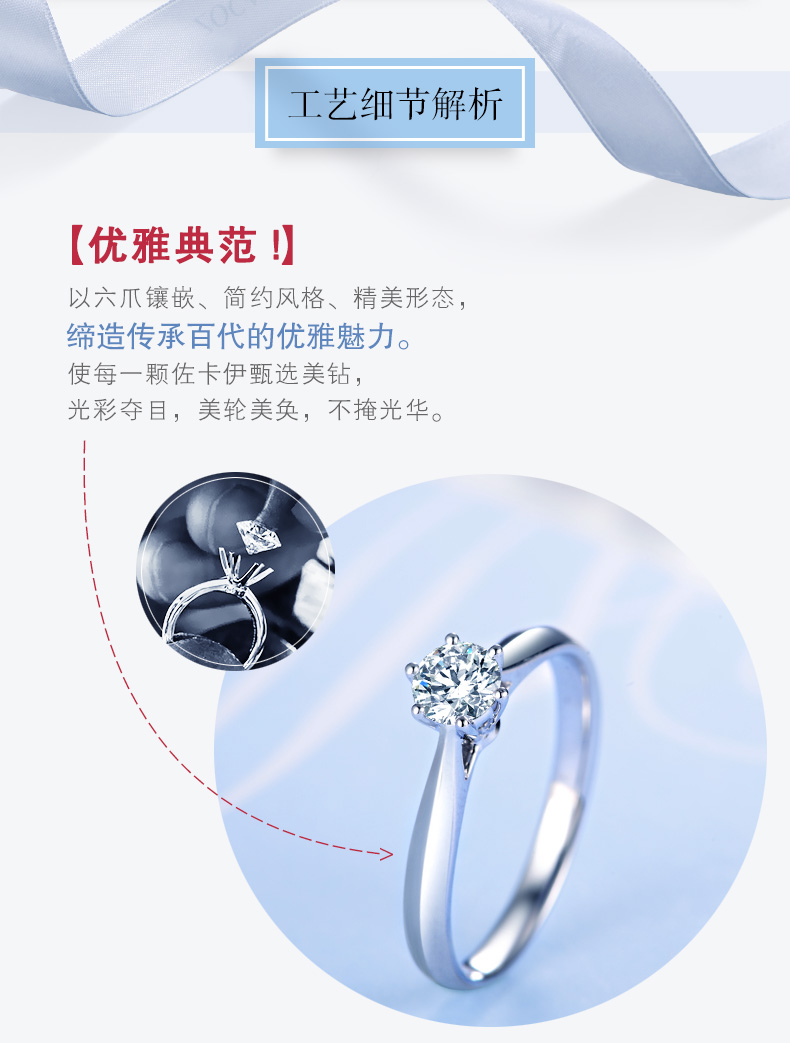 工艺细节解析
【优雅典范！】
以六爪镶嵌、简约风格、精美形态，
缔造传承百代的优雅魅力。
使每一颗佐卡伊甄选美钻，
光彩夺目，美轮美奂，不掩光华。